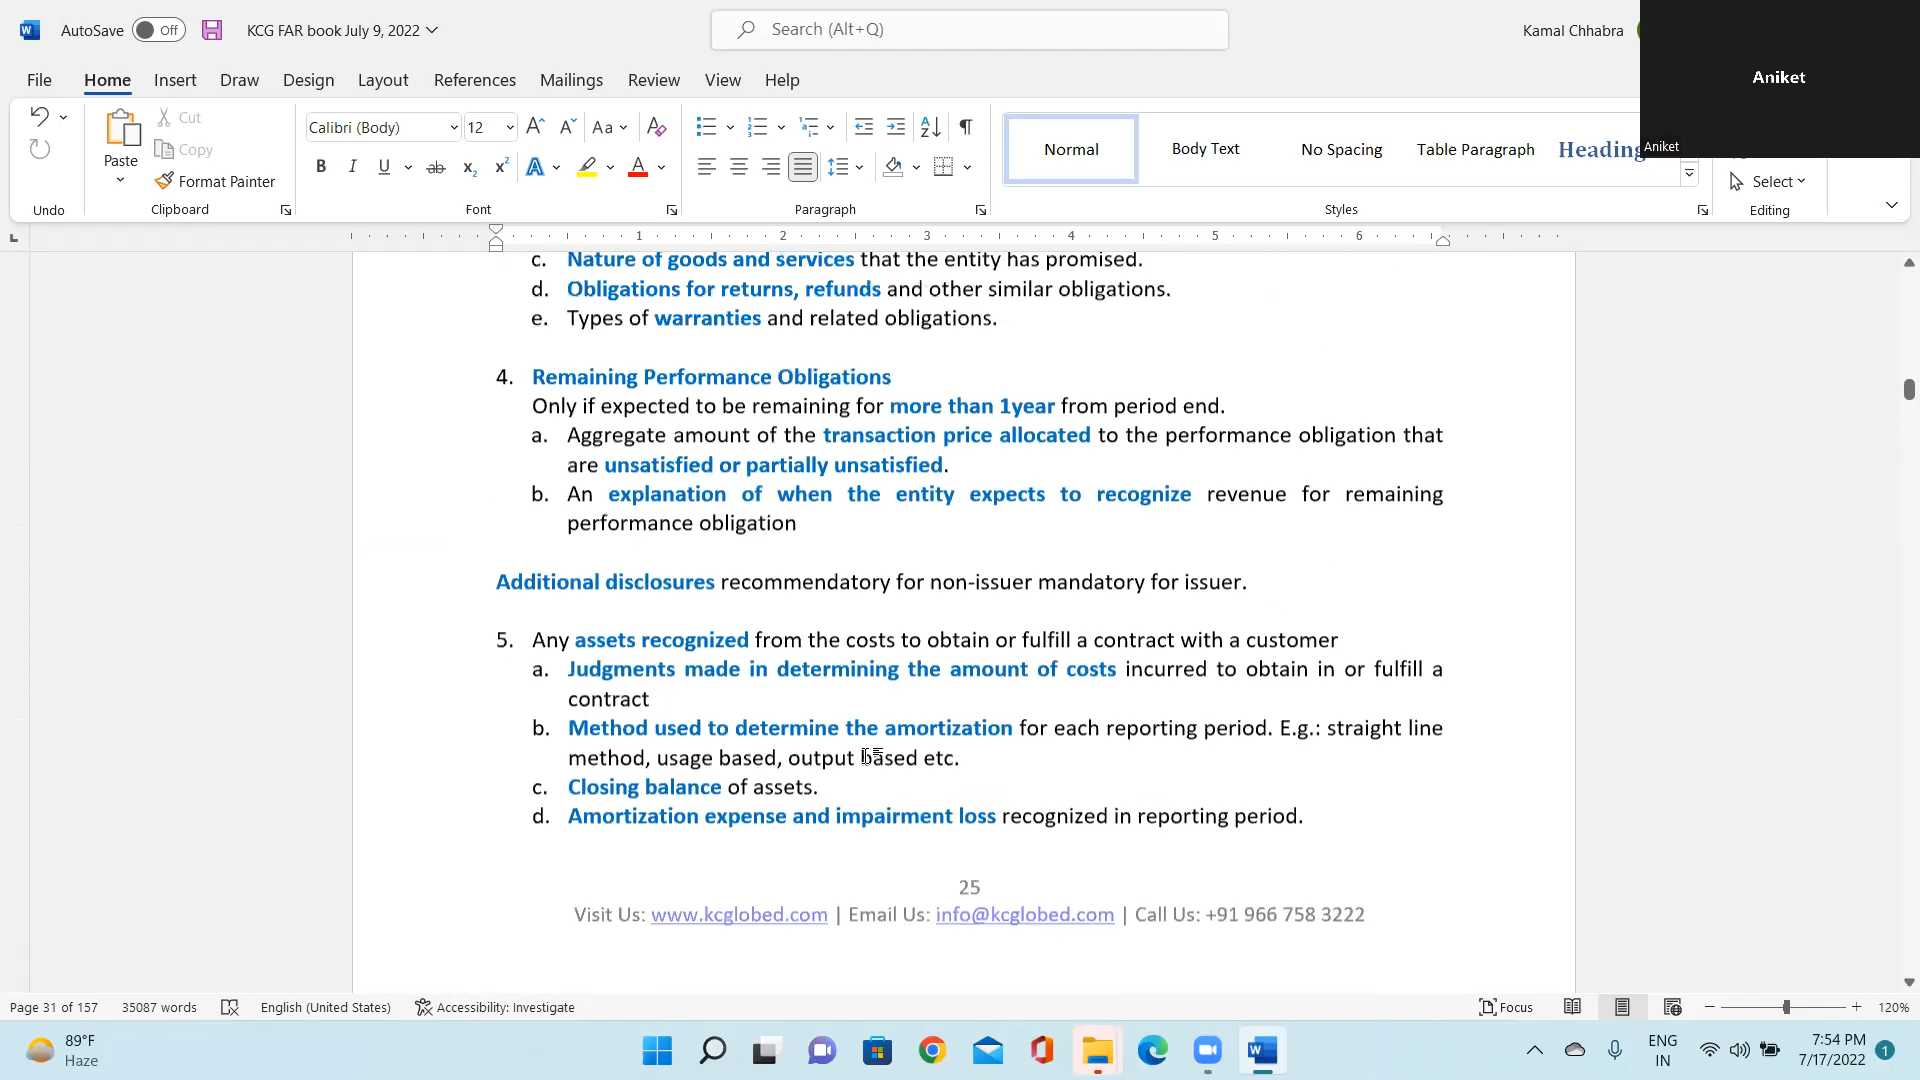 AutoSave Off KCG FAR book July 9, 2022 Search (Alt+Q) Kamal Chhabra
Aniket
File Home Insert Draw Design Layout References Mailings Review View Help
Cut
Copy
Paste
Format Painter
Calibri (Body) 12
Normal Body Text No Spacing Table Paragraph Heading
Aniket
Select
Undo Clipboard Font Paragraph Styles Editing
1 2 3 4 5 6
c. Nature of goods and services that the entity has promised.
d. Obligations for returns, refunds and other similar obligations.
e. Types of warranties and related obligations.
4. Remaining Performance Obligations
Only if expected to be remaining for more than 1year from period end.
a. Aggregate amount of the transaction price allocated to the performance obligation that
are unsatisfied or partially unsatisfied.
b. An explanation of when the entity expects to recognize revenue for remaining
performance obligation
Additional disclosures recommendatory for non-issuer mandatory for issuer.
5. Any assets recognized from the costs to obtain or fulfill a contract with a customer
a. Judgments made in determining the amount of costs incurred to obtain in or fulfill a
contract
b. Method used to determine the amortization for each reporting period. E.g.: straight line
method, usage based, output based etc.
c. Closing balance of assets.
d. Amortization expense and impairment loss recognized in reporting period.
25
Visit Us: www.kcglobed.com | Email Us: info@kcglobed.com | Call Us: +91 966 758 3222
Page 31 of 157 35087 words English (United States) Accessibility: Investigate Focus 120%
89°F
Haze
ENG
IN
7:54 PM
7/17/2022
1